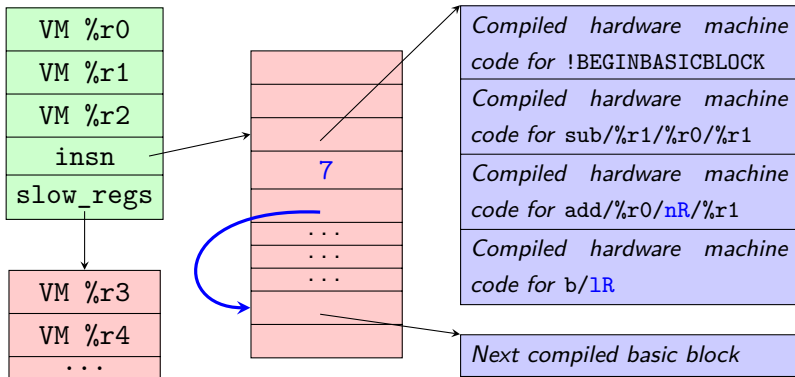 VM %r0
VM %r1
VM %r2
insn
slow_regs
VM %r3
VM %r4
...
7
...
...
...
Compiled hardware machine
code for !BEGINBASICBLOCK
Compiled hardware machine
code for sub/%r1/%r0/%r1
Compiled hardware machine
code for add/%r0/nR/%r1
Compiled hardware machine
code for b/lR
Next compiled basic block